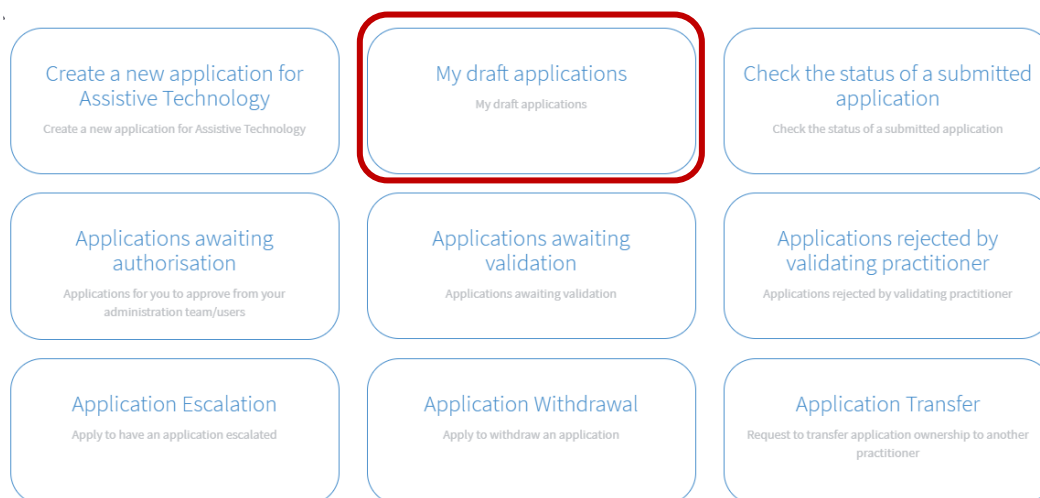 Create a new application for
Assistive Technology
Create a new application for Assistive Technology
My draft applications
My draft applications
Check the status of a submitted
application
Check the status of a submitted application
Applications awaiting
authorisation
Applications for you to approve from your
administration team/users
Applications awaiting
validation
Applications awaiting validation
Applications rejected by
validating practitioner
Applications rejected by validating practitioner
Application Escalation
Apply to have an application escalated
Application Withdrawal
Apply to withdraw an application
Application Transfer
Request to transfer application ownership to another
practitioner